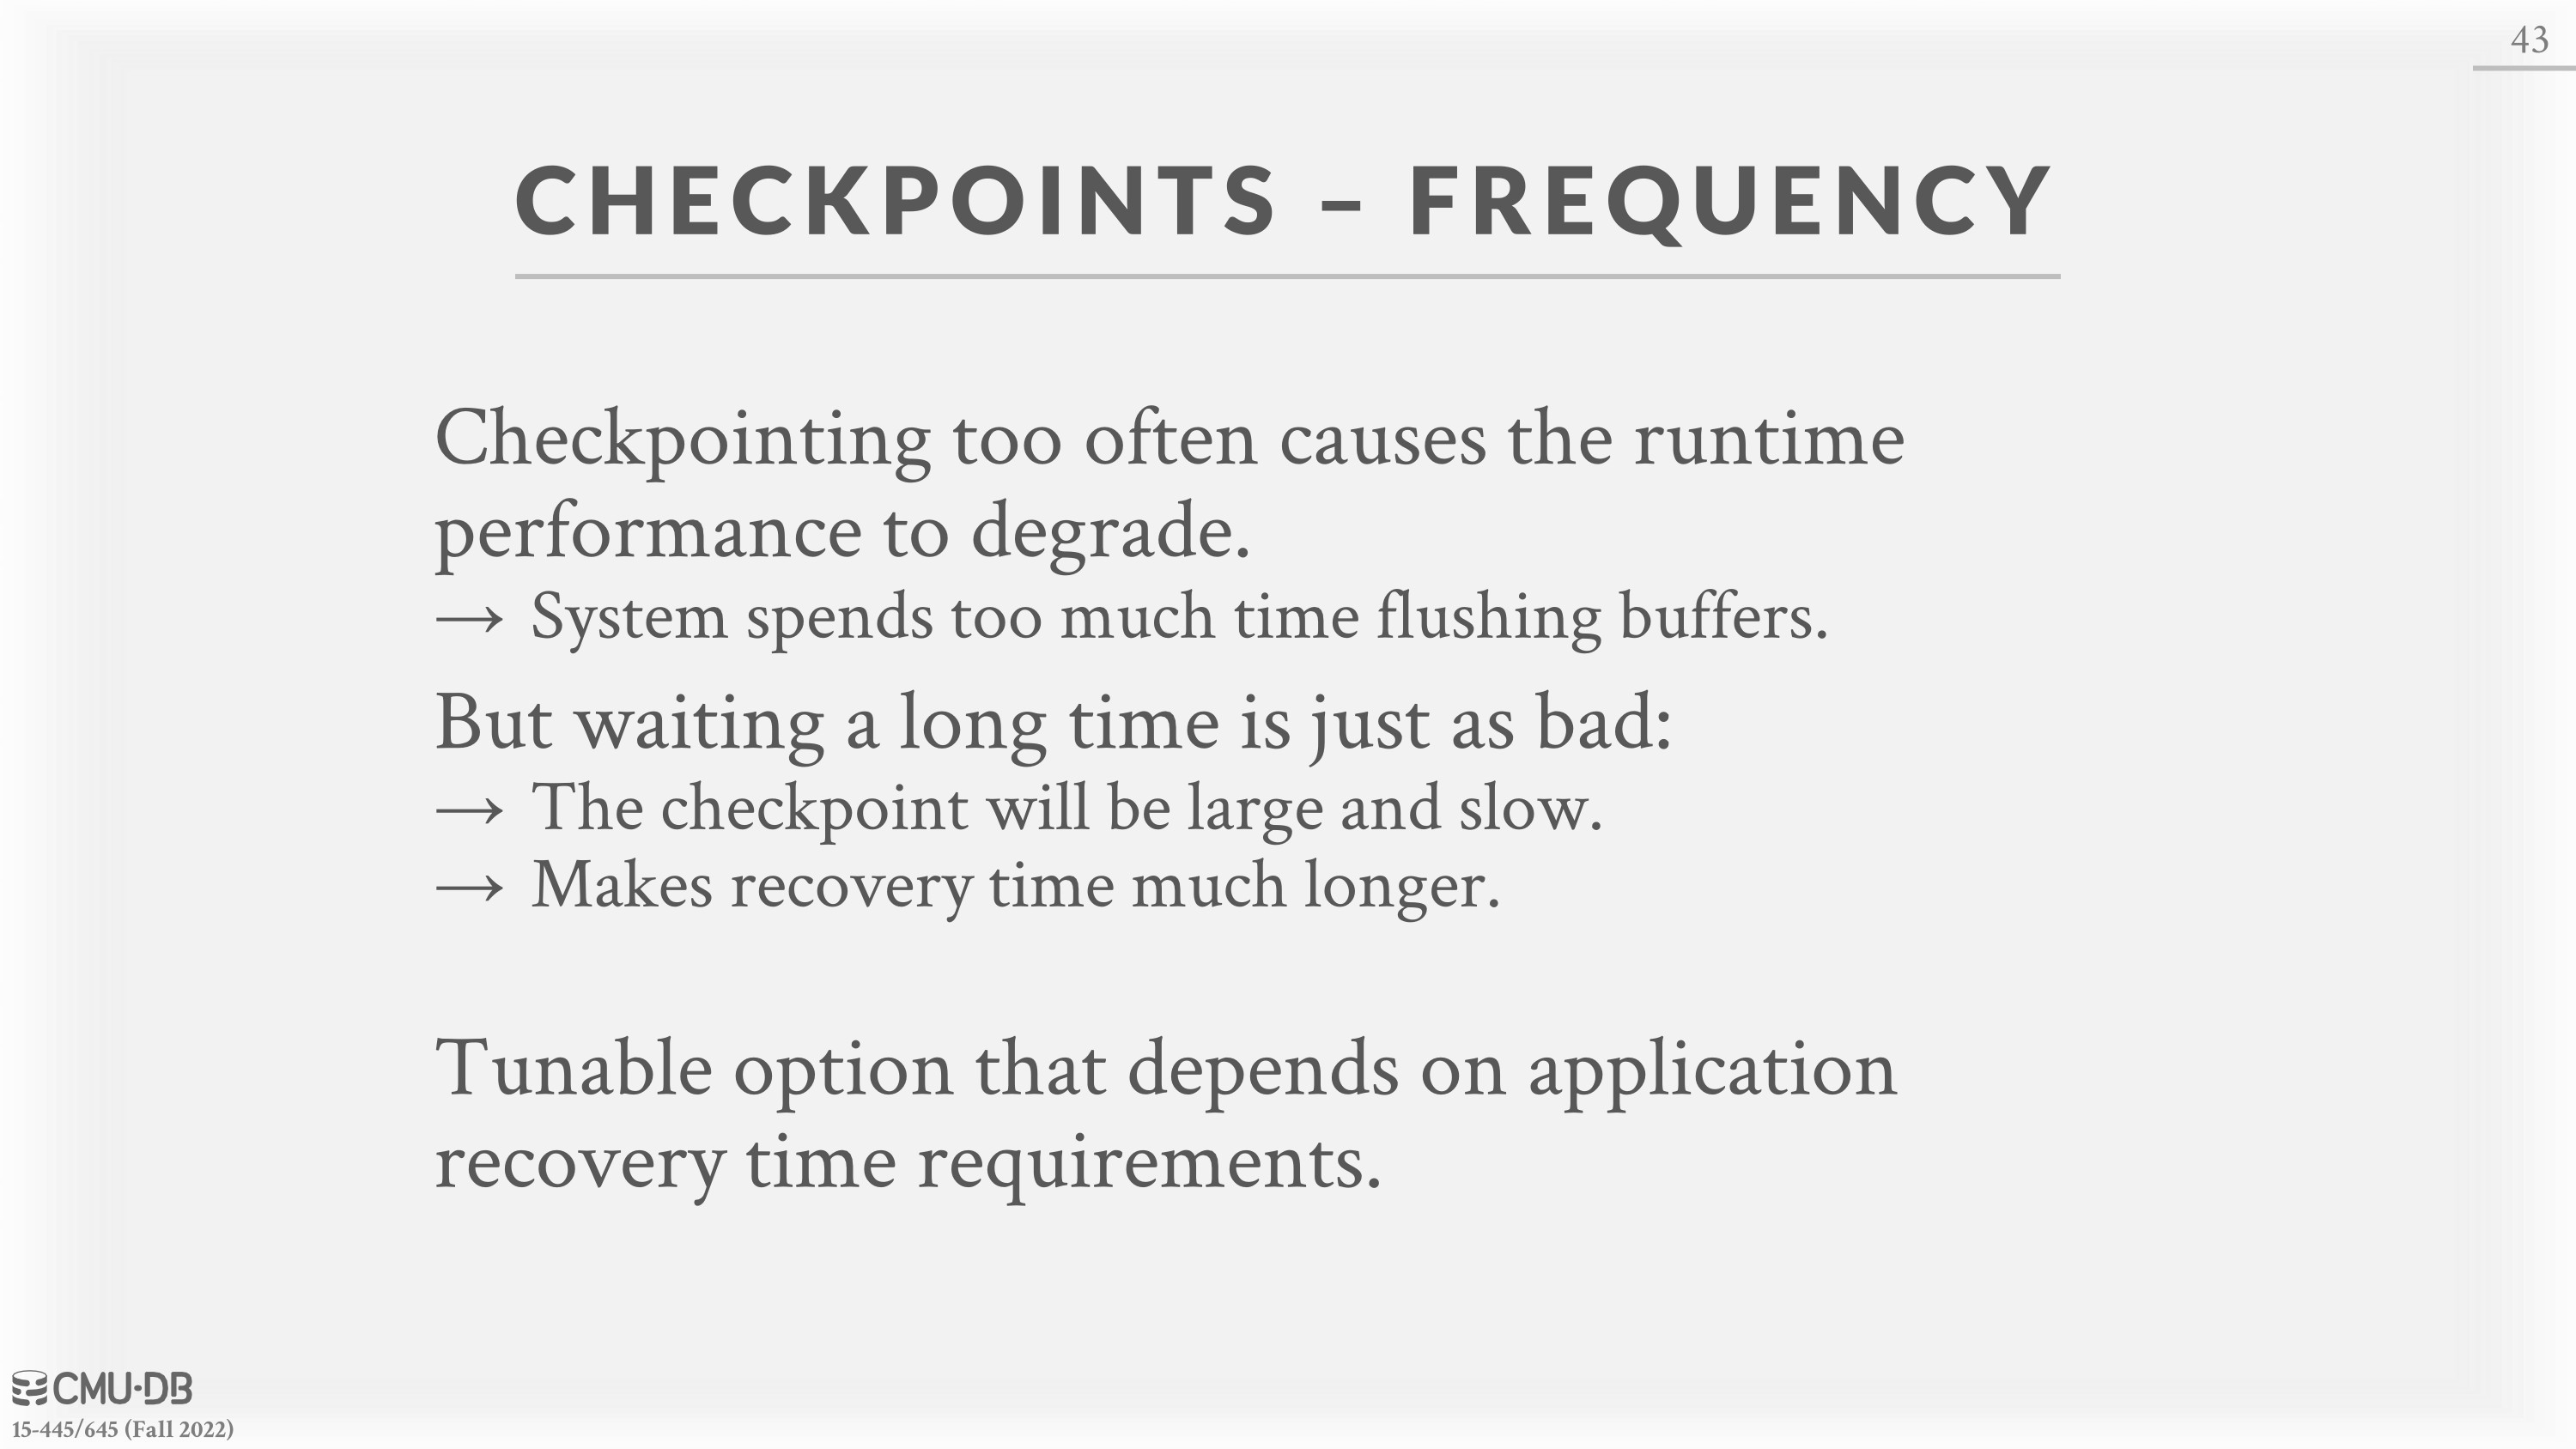 43
CHECKPOINTS – FREQUENCY
Checkpointing too often causes the runtime
performance to degrade.
→ System spends too much time flushing buffers.
But waiting a long time is just as bad:
→ The checkpoint will be large and slow.
→ Makes recovery time much longer.
Tunable option that depends on application
recovery time requirements.
CMU·DB
15-445/645 (Fall 2022)